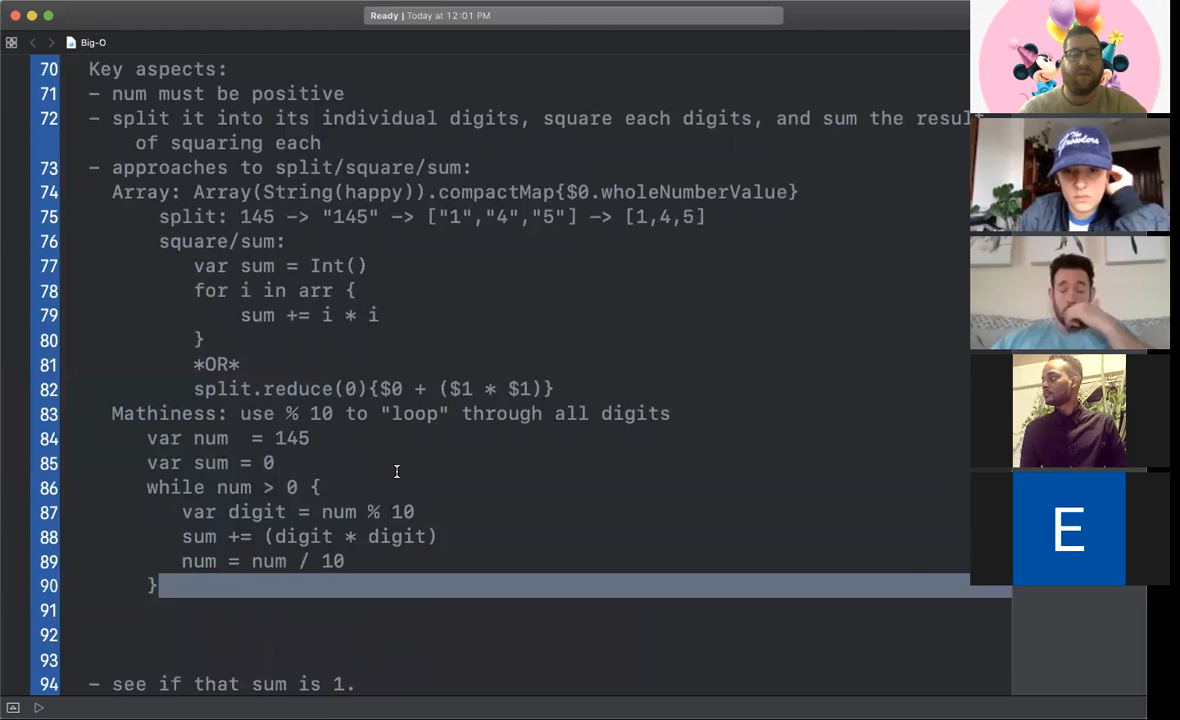 Ready | Today at 12:01 PM
Big-O
70 Key aspects:
71 - num must be positive
72 - split it into its individual digits, square each digits, and sum the resul
of squaring each
73 - approaches to split/square/sum:
74 Array: Array(String(happy)).compactMap{$0.wholeNumberValue}
75 split: 145 -> "145" -> ["1","4","5"] -> [1,4,5]
76 square/sum:
77 var sum = Int()
78 for i in arr {
79 sum += i * i
80 }
81 *OR*
82 split.reduce(0){$0 + ($1 * $1)}
83 Mathiness: use % 10 to "loop" through all digits
84 var num  = 145
85 var sum = 0
86 while num > 0 {
87 var digit = num % 10
88 sum += (digit * digit)
89 num = num / 10
90 }
91
92
93
94 - see if that sum is 1.
E